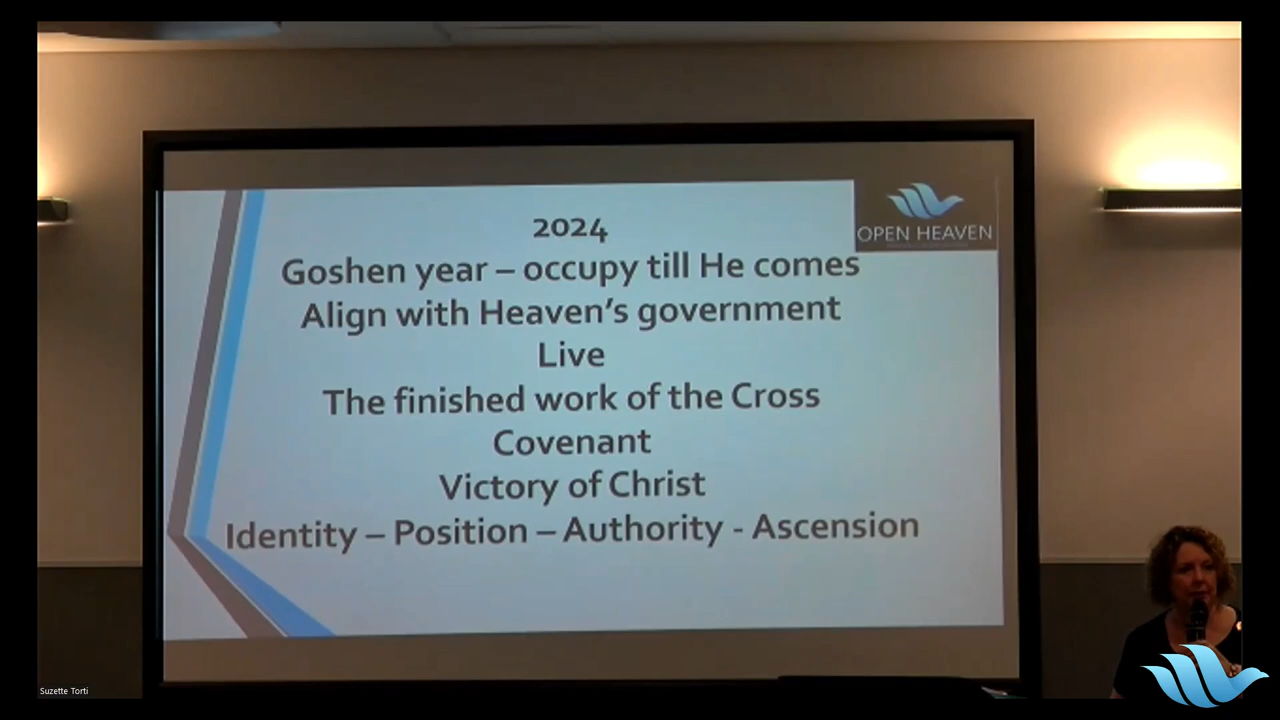 2024
OPEN HEAVEN
Goshen year – occupy till He comes
Align with Heaven's government
Live
The finished work of the Cross
Covenant
Victory of Christ
Identity – Position – Authority - Ascension
Suzette Torti